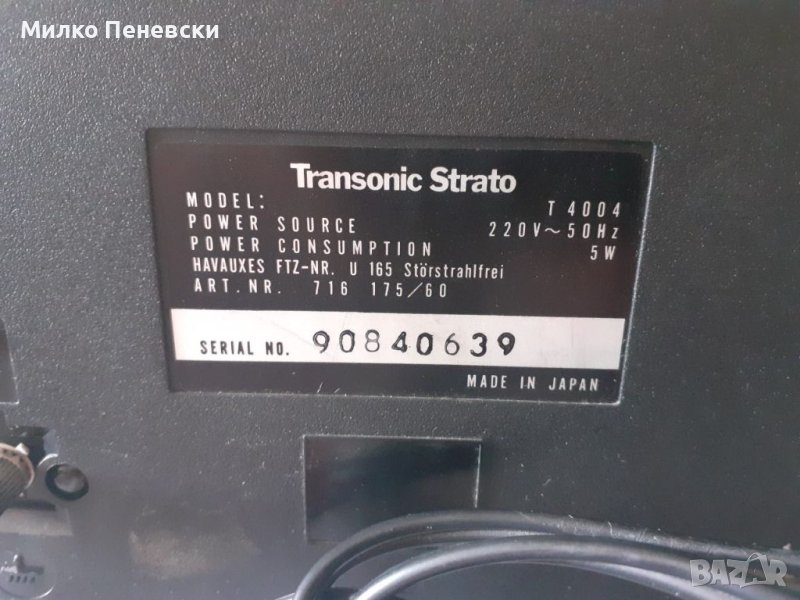 Милко Пеневски
Transonic Strato
MODEL: T 4004
POWER SOURCE 220V~50Hz
POWER CONSUMPTION 5W
HAVAUXES FTZ-NR. U 165 Störstrahlfrei
ART.NR. 716 175/60
SERIAL NO. 90840639
MADE IN JAPAN
BAZAR